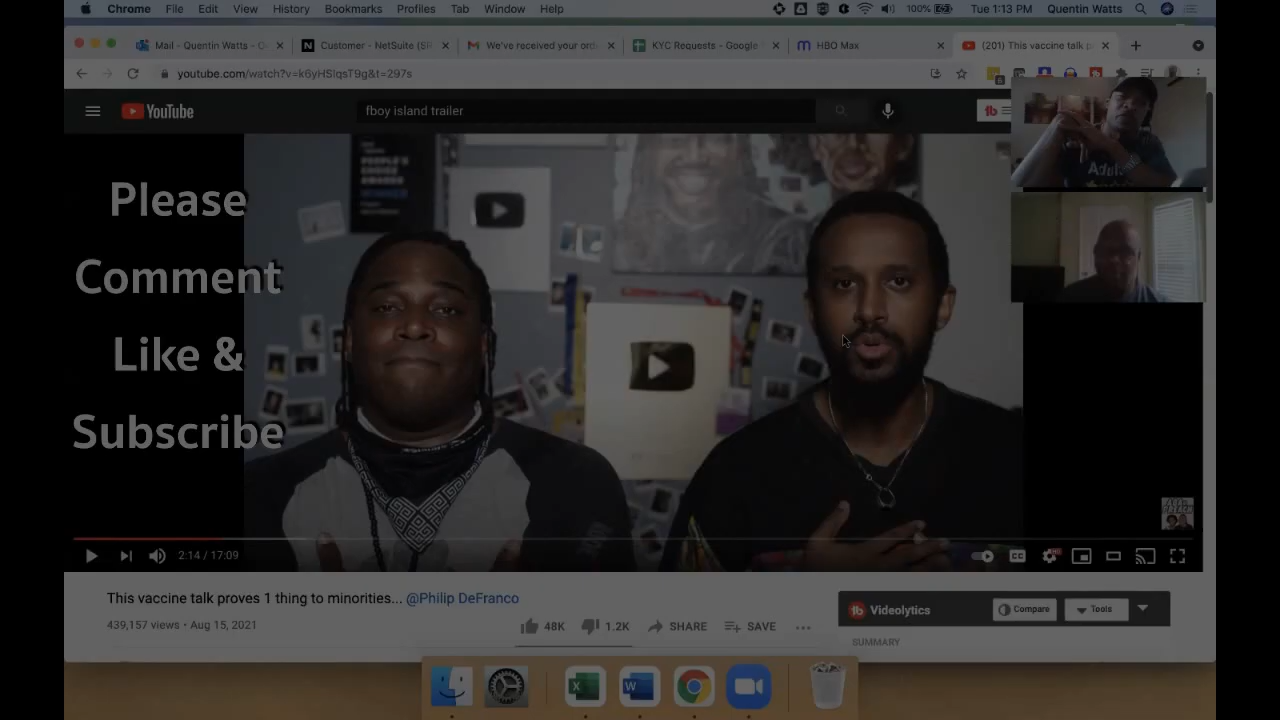 Chrome File Edit View History Bookmarks Profiles Tab Window Help
100% Tue 1:13 PM Quentin Watts
Mail - Quentin Watts - O
Customer - NetSuite (SI
We've received your ord
KYC Requests - Google
HBO Max
(201) This vaccine talk p
youtube.com/watch?v=k6yHSlqsT9g&t=297s
YouTube
fboy island trailer
Please
Comment
Like &
Subscribe
PEOPLE'S
2:14 / 17:09
CC
PREACH
This vaccine talk proves 1 thing to minorities... @Philip DeFranco
439,157 views • Aug 15, 2021
48K 1.2K SHARE SAVE
Videolytics Compare Tools
SUMMARY